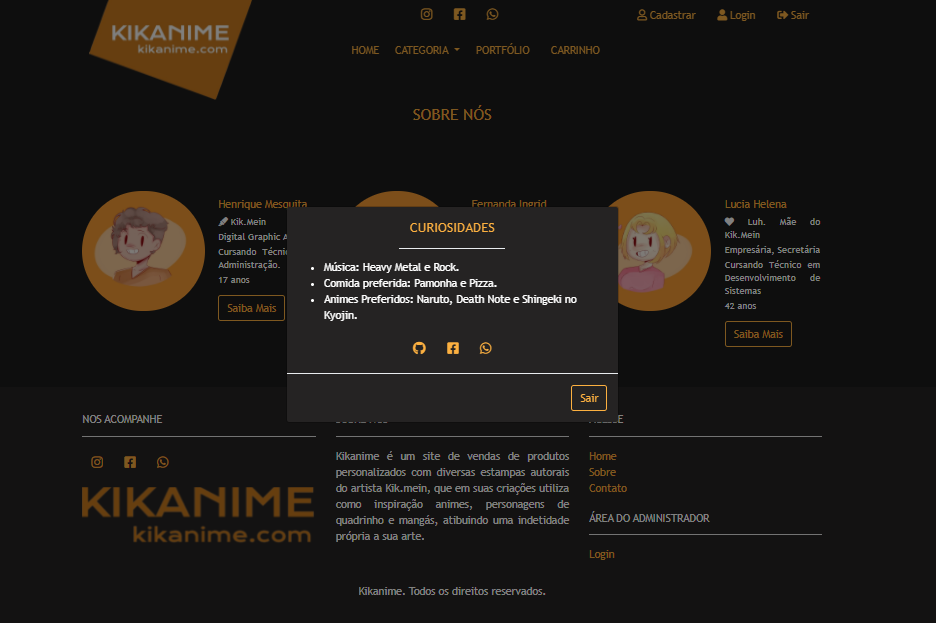 KIKANIME
kikanime.com
Cadastrar Login Sair
HOME CATEGORIA PORTFÓLIO CARRINHO
SOBRE NÓS
Henrique Mesquita
Kik.Mein
Digital Graphic A
Cursando Técni
Administração.
17 anos
Saiba Mais
Fernanda Ingrid
Lucia Helena
Luh. Mãe do
Kik.Mein
Empresária, Secretária
Cursando Técnico em
Desenvolvimento de
Sistemas
42 anos
Saiba Mais
CURIOSIDADES
Música: Heavy Metal e Rock.
Comida preferida: Pamonha e Pizza.
Animes Preferidos: Naruto, Death Note e Shingeki no
Kyojin.
Sair
NOS ACOMPANHE
KIKANIME
kikanime.com
Kikanime é um site de vendas de produtos
personalizados com diversas estampas autorais
do artista Kik.mein, que em suas criações utiliza
como inspiração animes, personagens de
quadrinho e mangás, atibuindo uma indetidade
própria a sua arte.
Home
Sobre
Contato
ÁREA DO ADMINISTRADOR
Login
Kikanime. Todos os direitos reservados.